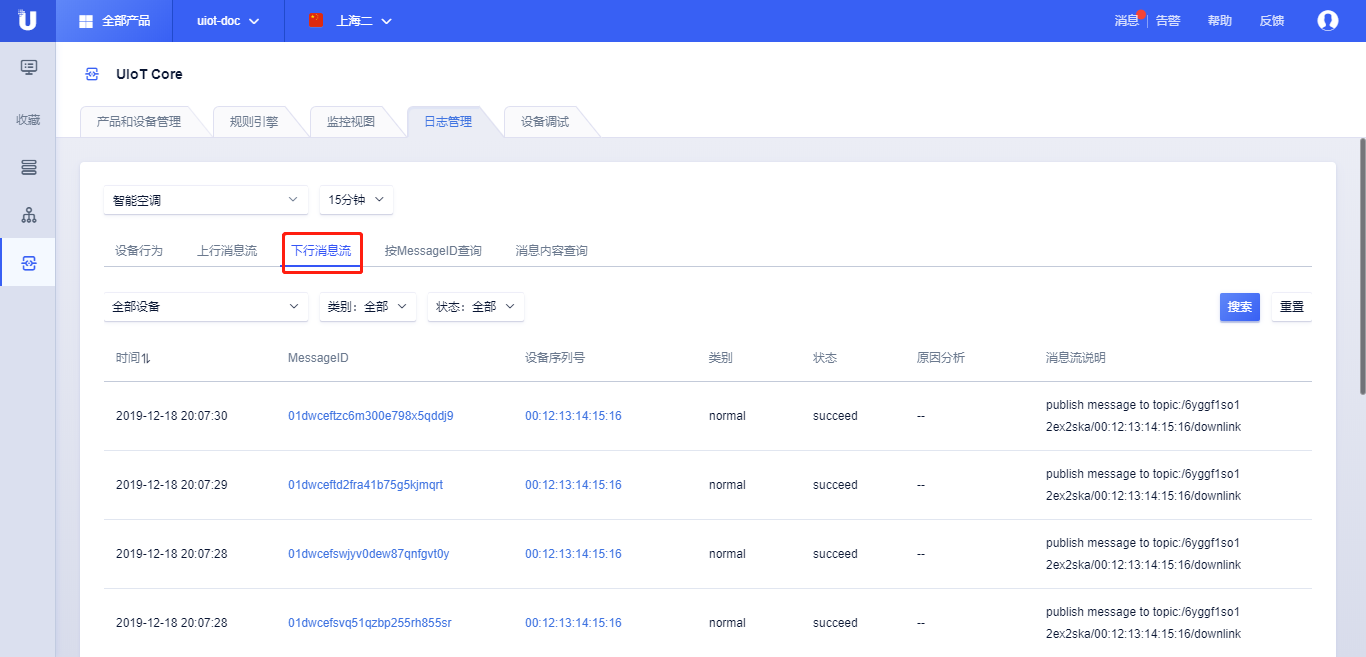 全部产品
uiot-doc
上海二
消息
告警
帮助
反馈
收藏
UIoT Core
产品和设备管理
规则引擎
监控视图
日志管理
设备调试
智能空调
15分钟
设备行为
上行消息流
下行消息流
按MessageID查询
消息内容查询
全部设备
类别：全部
状态：全部
搜索
重置
时间
MessageID
设备序列号
类别
状态
原因分析
消息流说明
2019-12-18 20:07:30
01dwceftzc6m300e798x5qddj9
00:12:13:14:15:16
normal
succeed
--
publish message to topic:/6yggf1so1
2ex2ska/00:12:13:14:15:16/downlink
2019-12-18 20:07:29
01dwceftd2fra41b75g5kjmqrt
00:12:13:14:15:16
normal
succeed
--
publish message to topic:/6yggf1so1
2ex2ska/00:12:13:14:15:16/downlink
2019-12-18 20:07:28
01dwcefswjyv0dew87qnfgvt0y
00:12:13:14:15:16
normal
succeed
--
publish message to topic:/6yggf1so1
2ex2ska/00:12:13:14:15:16/downlink
2019-12-18 20:07:28
01dwcefsvq51qzbp255rh855sr
00:12:13:14:15:16
normal
succeed
--
publish message to topic:/6yggf1so1
2ex2ska/00:12:13:14:15:16/downlink